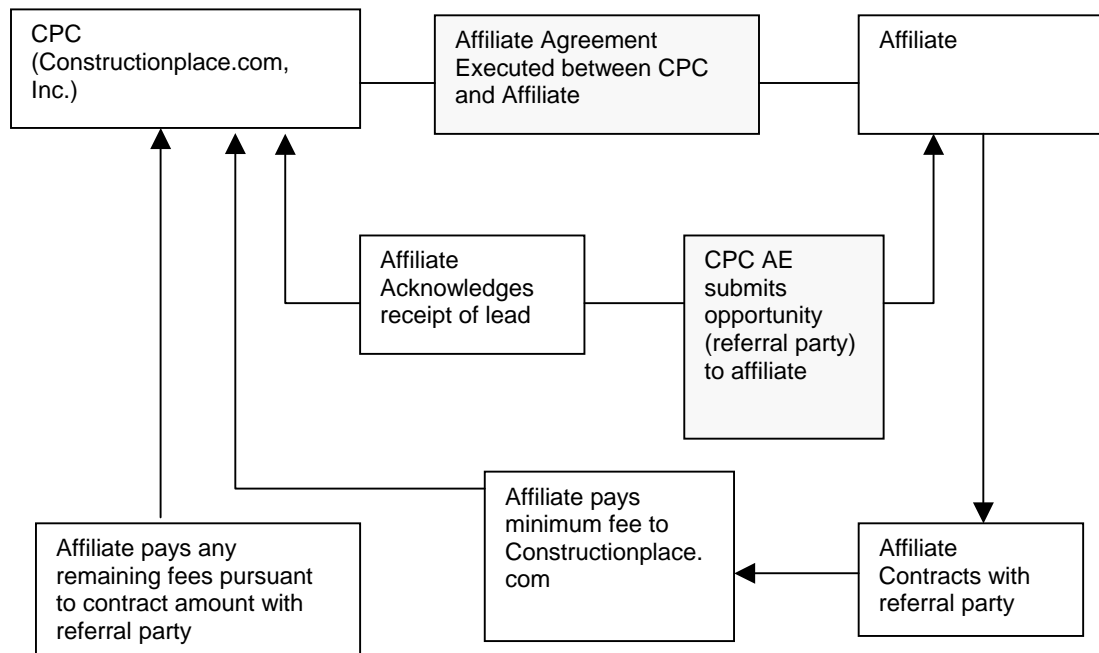 CPC
(Constructionplace.com,
Inc.)
Affiliate Agreement
Executed between CPC
and Affiliate
Affiliate
Affiliate
Acknowledges
receipt of lead
CPC AE
submits
opportunity
(referral party)
to affiliate
Affiliate pays any
remaining fees pursuant
to contract amount with
referral party
Affiliate pays
minimum fee to
Constructionplace.
com
Affiliate
Contracts with
referral party